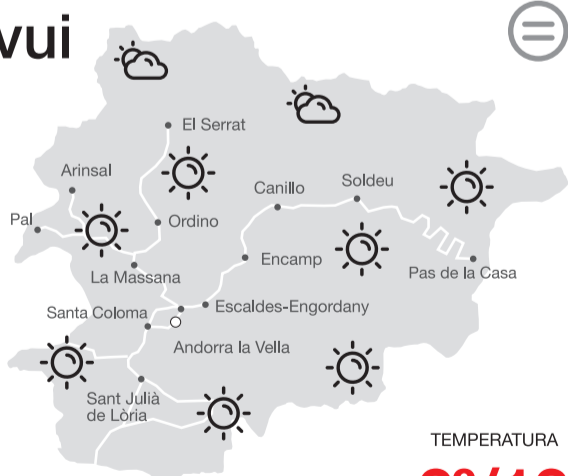 El Serrat
Arinsal
Canillo
Soldeu
Pal
Ordino
Encamp
La Massana
Pas de la Casa
Santa Coloma
Escaldes-Engordany
Andorra la Vella
Sant Julià
de Lòria
TEMPERATURA